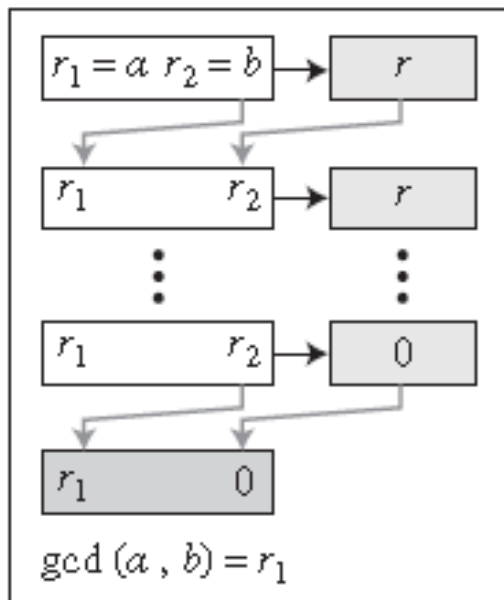 r₁ = a r₂ = b r
r₁ r₂ r
r₁ r₂ 0
r₁ 0
gcd (a , b) = r₁